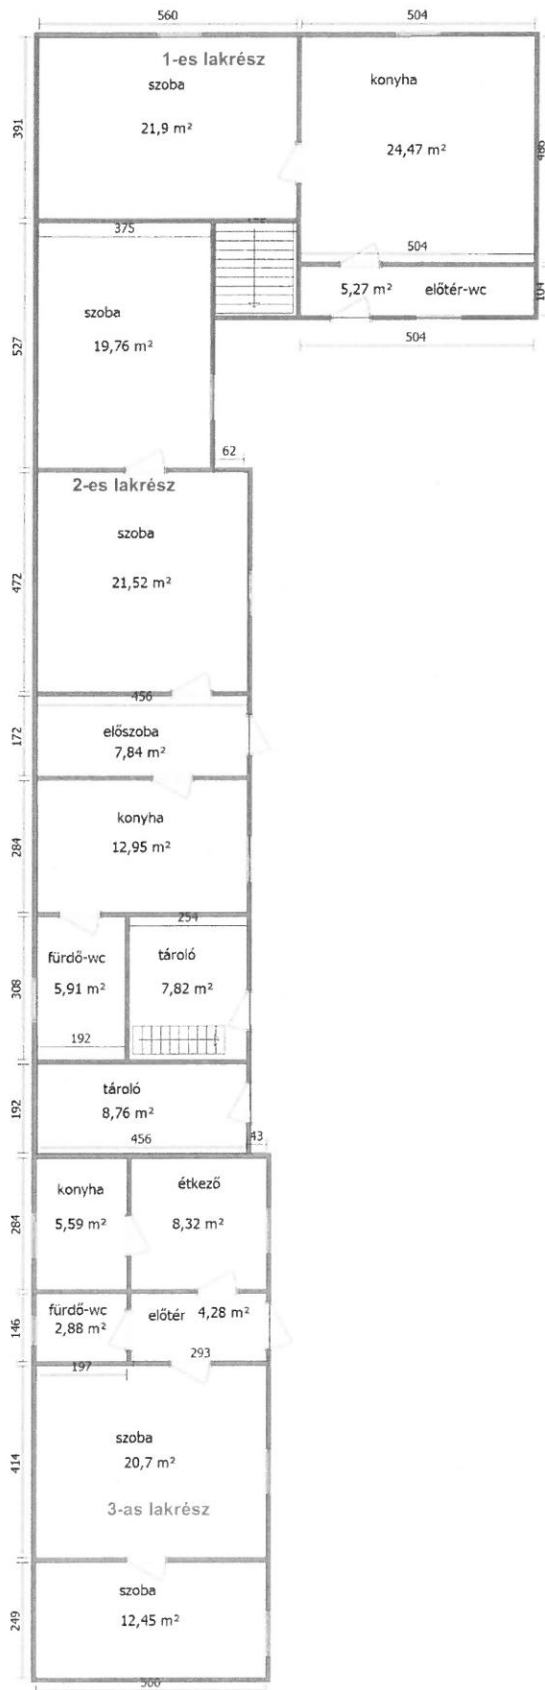 560
504
1-es lakrész
szoba
21,9 m²
konyha
24,47 m²
391
486
375
504
5,27 m²
előtér-wc
104
504
szoba
19,76 m²
527
62
2-es lakrész
szoba
21,52 m²
472
456
előszoba
7,84 m²
172
konyha
12,95 m²
284
254
fürdő-wc
5,91 m²
tároló
7,82 m²
308
192
tároló
8,76 m²
192
456
43
konyha
5,59 m²
étkező
8,32 m²
284
fürdő-wc
2,88 m²
előtér
4,28 m²
146
293
197
szoba
20,7 m²
414
3-as lakrész
szoba
12,45 m²
249
500